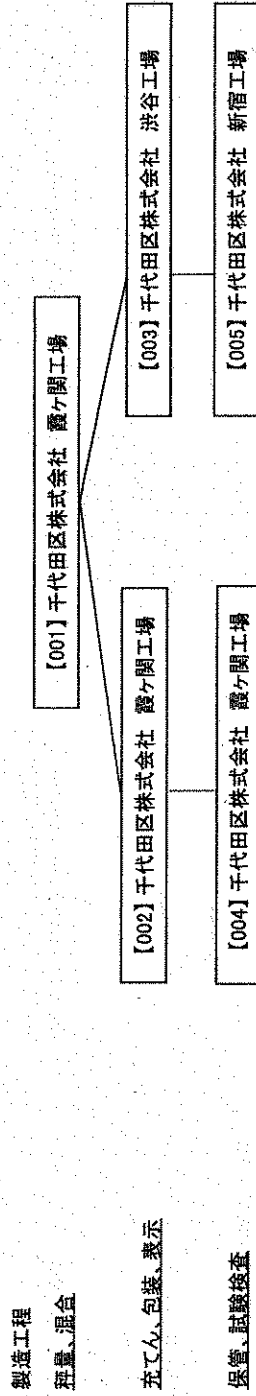 製造工程
秤量、混合
【001】千代田区株式会社 霞ヶ関工場
充てん、包装、表示
【002】千代田区株式会社 霞ヶ関工場
【003】千代田区株式会社 渋谷工場
保管、試験検査
【004】千代田区株式会社 霞ヶ関工場
【005】千代田区株式会社 新宿工場